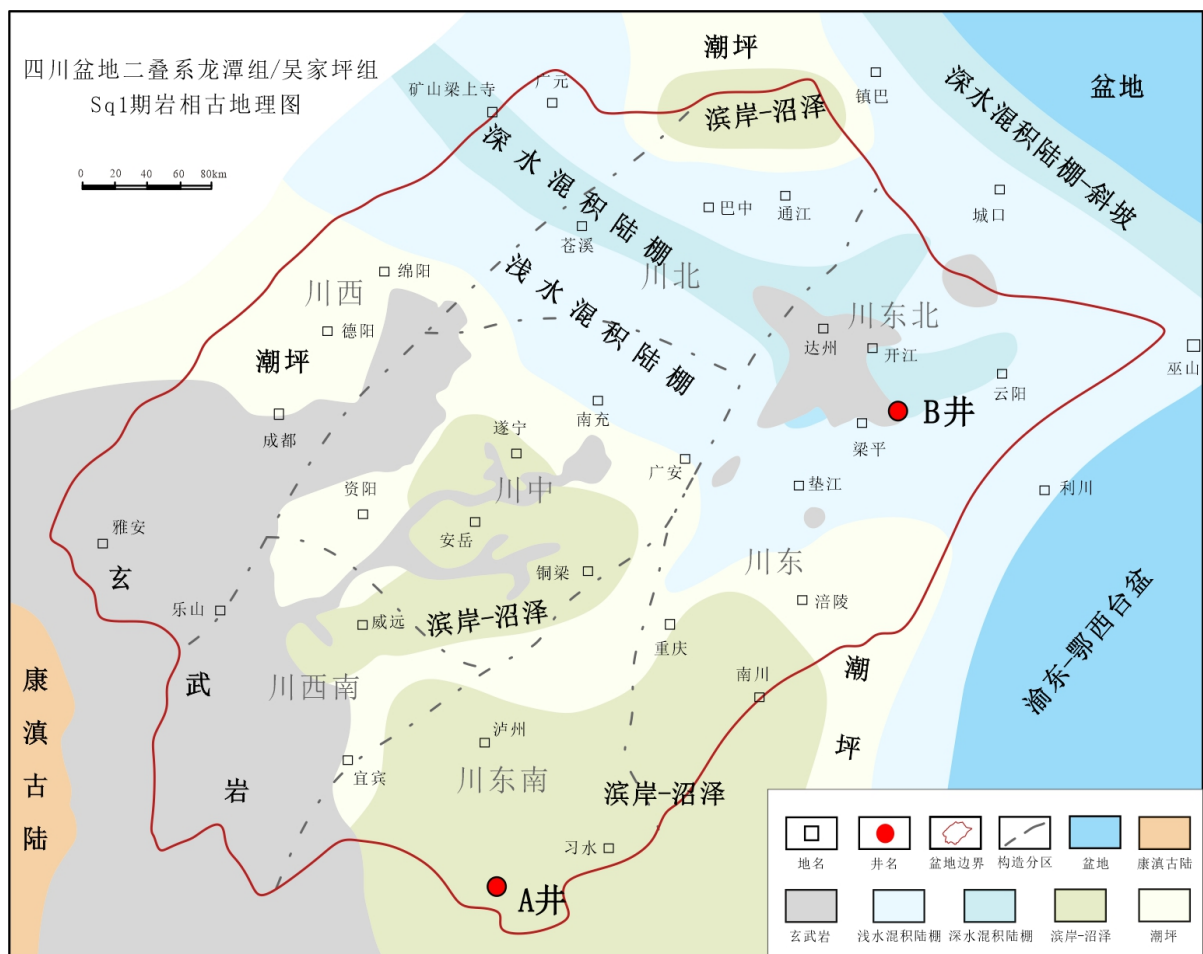 四川盆地二叠系龙潭组/吴家坪组
Sq1期岩相古地理图
0 20 40 60 80km
潮坪
滨岸-沼泽
镇巴
盆地
深水混积陆棚-斜坡
广元
矿山梁上寺
深水混积陆棚
巴中
通江
城口
苍溪
浅水混积陆棚
川北
绵阳
川西
德阳
潮坪
川东北
达州
开江
云阳
巫山
成都
遂宁
南充
B井
梁平
广安
资阳
川中
垫江
利川
雅安
安岳
铜梁
川东
涪陵
玄武岩
乐山
威远
滨岸-沼泽
重庆
南川
潮坪
渝东-鄂西台盆
康滇古陆
川西南
泸州
宜宾
川东南
滨岸-沼泽
习水
A井
地名
井名
盆地边界
构造分区
盆地
康滇古陆
玄武岩
浅水混积陆棚
深水混积陆棚
滨岸-沼泽
潮坪